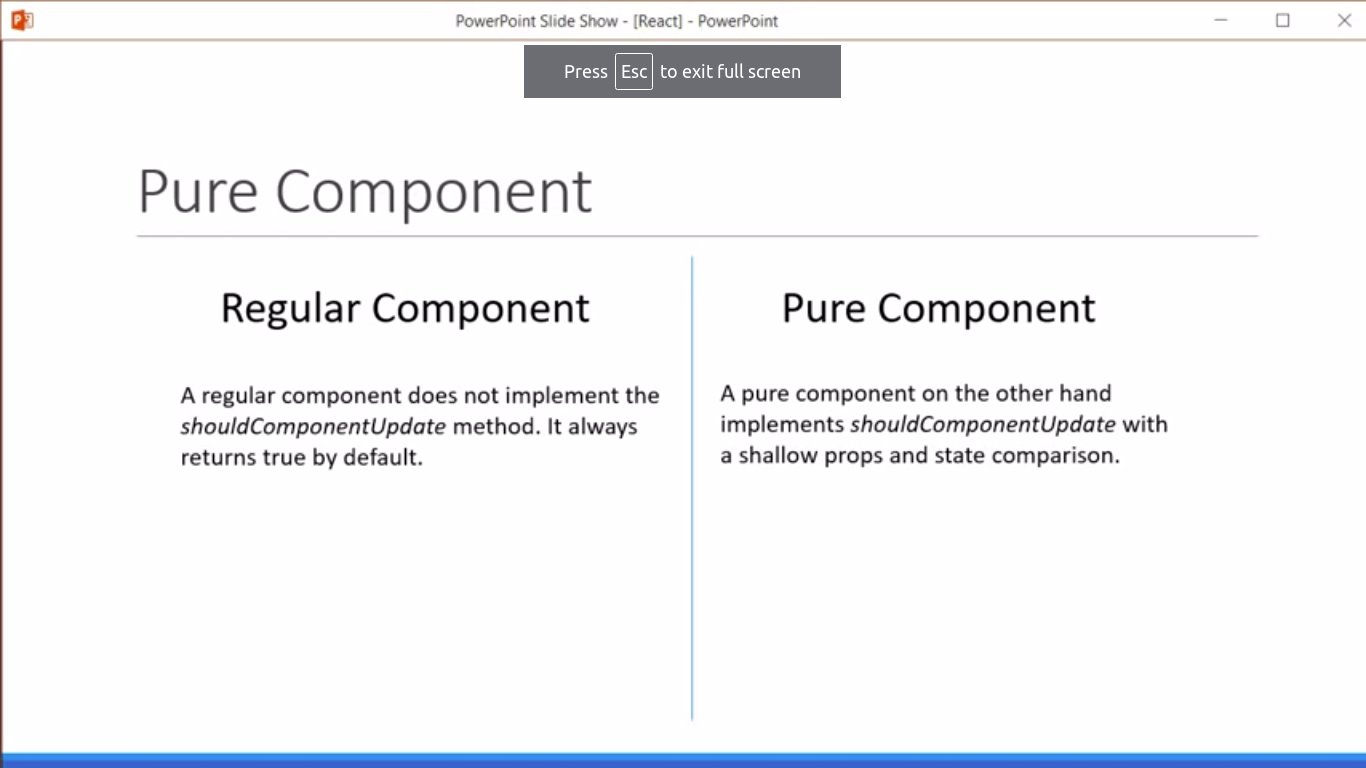 PowerPoint Slide Show - [React] - PowerPoint
Press Esc to exit full screen
Pure Component
Regular Component
A regular component does not implement the
shouldComponentUpdate method. It always
returns true by default.
Pure Component
A pure component on the other hand
implements shouldComponentUpdate with
a shallow props and state comparison.